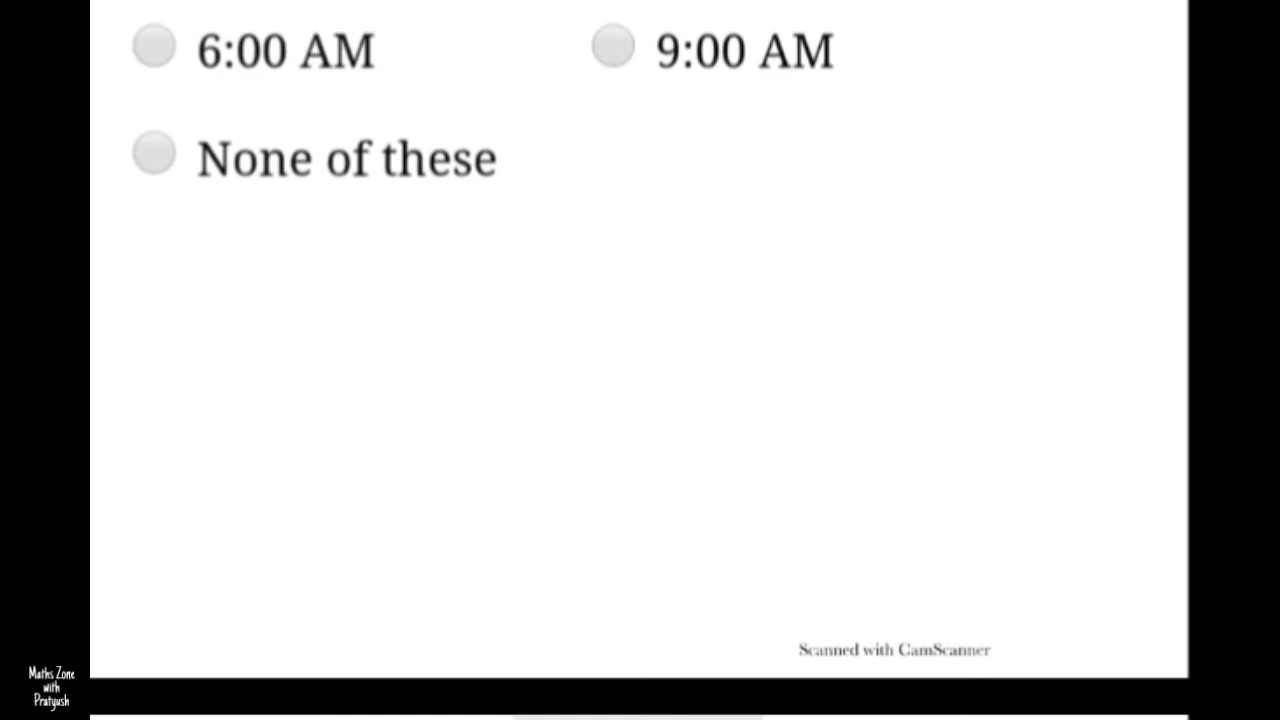 6:00 AM 9:00 AM
None of these
Scanned with CamScanner
Maths Zone
with
Pratyush